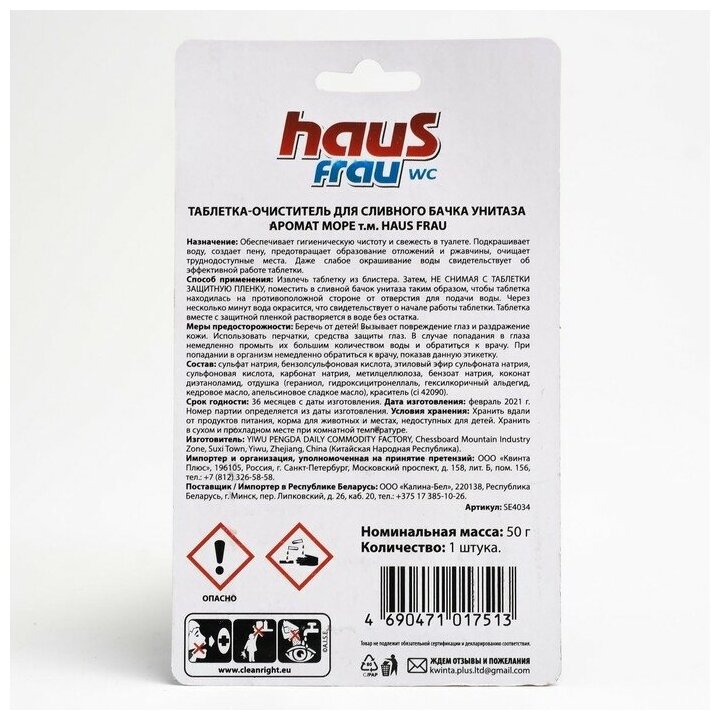 hauS
frau WC
ТАБЛЕТКА-ОЧИСТИТЕЛЬ ДЛЯ СЛИВНОГО БАЧКА УНИТАЗА
АРОМАТ МОРЕ т.м. HAUS FRAU
Назначение: Обеспечивает гигиеническую чистоту и свежесть в туалете. Подкрашивает
воду, создает пену, предотвращает образование отложений и ржавчины, очищает
труднодоступные места. Даже слабое окрашивание воды свидетельствует об
эффективной работе таблетки.
Способ применения: Извлечь таблетку из блистера. Затем, НЕ СНИМАЯ С ТАБЛЕТКИ
ЗАЩИТНУЮ ПЛЕНКУ, поместить в сливной бачок унитаза таким образом, чтобы таблетка
находилась на противоположной стороне от отверстия для подачи воды. Через
несколько минут вода окрасится, что свидетельствует о начале работы таблетки. Таблетка
вместе с защитной пленкой растворяется в воде без остатка.
Меры предосторожности: Беречь от детей! Вызывает повреждение глаз и раздражение
кожи. Использовать перчатки, средства защиты глаз. В случае попадания в глаза
немедленно промыть их большим количеством воды и обратиться к врачу. При
попадании в организм немедленно обратиться к врачу, показав данную этикетку.
Состав: сульфат натрия, бензолсульфоновая кислота, этиловый эфир сульфоната натрия,
сульфоновая кислота, карбонат натрия, метилцеллюлоза, бензоат натрия, коконат
диэтаноламид, отдушка (гераниол, гидроксицитронеллаль, гексилкоричный альдегид,
кедровое масло, апельсиновое сладкое масло), краситель (ci 42090).
Срок годности: 36 месяцев с даты изготовления. Дата изготовления: февраль 2021 г.
Номер партии определяется из даты изготовления. Условия хранения: Хранить вдали
от продуктов питания, корма для животных и местах, недоступных для детей. Хранить
в сухом и прохладном месте при комнатной температуре.
Изготовитель: YIWU PENGDA DAILY COMMODITY FACTORY, Chessboard Mountain Industry
Zone, Suxi Town, Yiwu, Zhejiang, China (Китайская Народная Республика).
Импортер и организация, уполномоченная на принятие претензий: ООО «Квинта
Плюс», 196105, Россия, г. Санкт-Петербург, Московский проспект, д. 158, лит. Б, пом. 156,
тел.: +7 (812) 326-58-58.
Поставщик / Импортер в Республике Беларусь: ООО «Калина-Бел», 220138, Республика
Беларусь, г. Минск, пер. Липковский, д. 26, каб. 20, тел.: +375 17 385-10-26.
Артикул: SE4034
Номинальная масса: 50 г
Количество: 1 штука.
ОПАСНО
4 690471 017513
©A.I.S.E.
www.cleanright.eu
Товар не подлежит обязательной сертификации и декларированию соответствия.
80
C/PAP
ЖДЕМ ОТЗЫВЫ И ПОЖЕЛАНИЯ
kwinta.plus.ltd@gmail.com